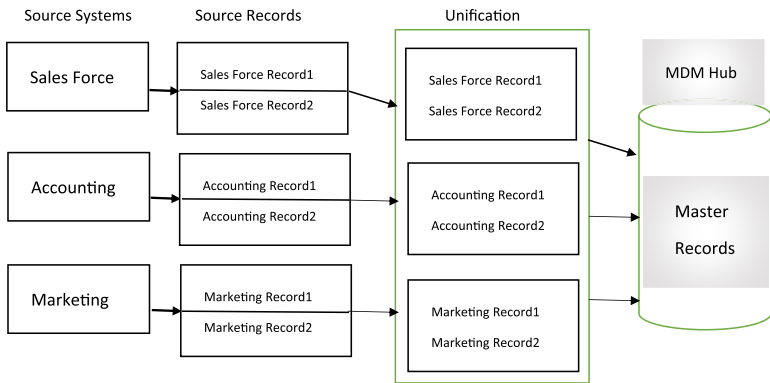 Source Systems
Source Records
Unification
Sales Force
Sales Force Record1
Sales Force Record2
Sales Force Record1
Sales Force Record2
MDM Hub
Accounting
Accounting Record1
Accounting Record2
Accounting Record1
Accounting Record2
Master
Records
Marketing
Marketing Record1
Marketing Record2
Marketing Record1
Marketing Record2